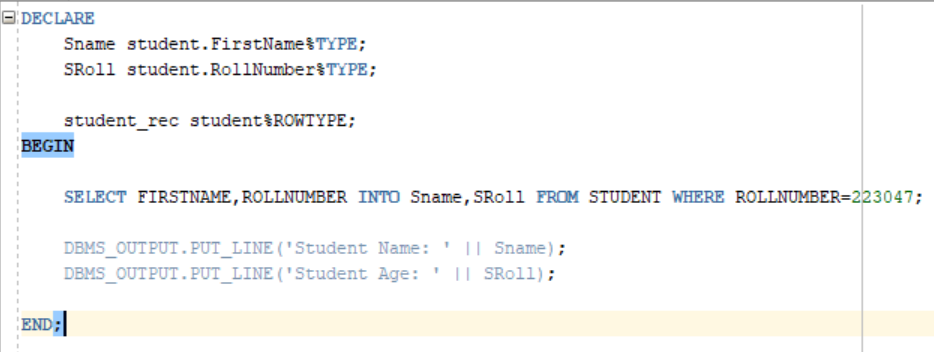 DECLARE
Sname student.FirstName%TYPE;
SRoll student.RollNumber%TYPE;
student_rec student%ROWTYPE;
BEGIN
SELECT FIRSTNAME,ROLLNUMBER INTO Sname,SRoll FROM STUDENT WHERE ROLLNUMBER=223047;
DBMS_OUTPUT.PUT_LINE('Student Name: ' || Sname);
DBMS_OUTPUT.PUT_LINE('Student Age: ' || SRoll);
END;